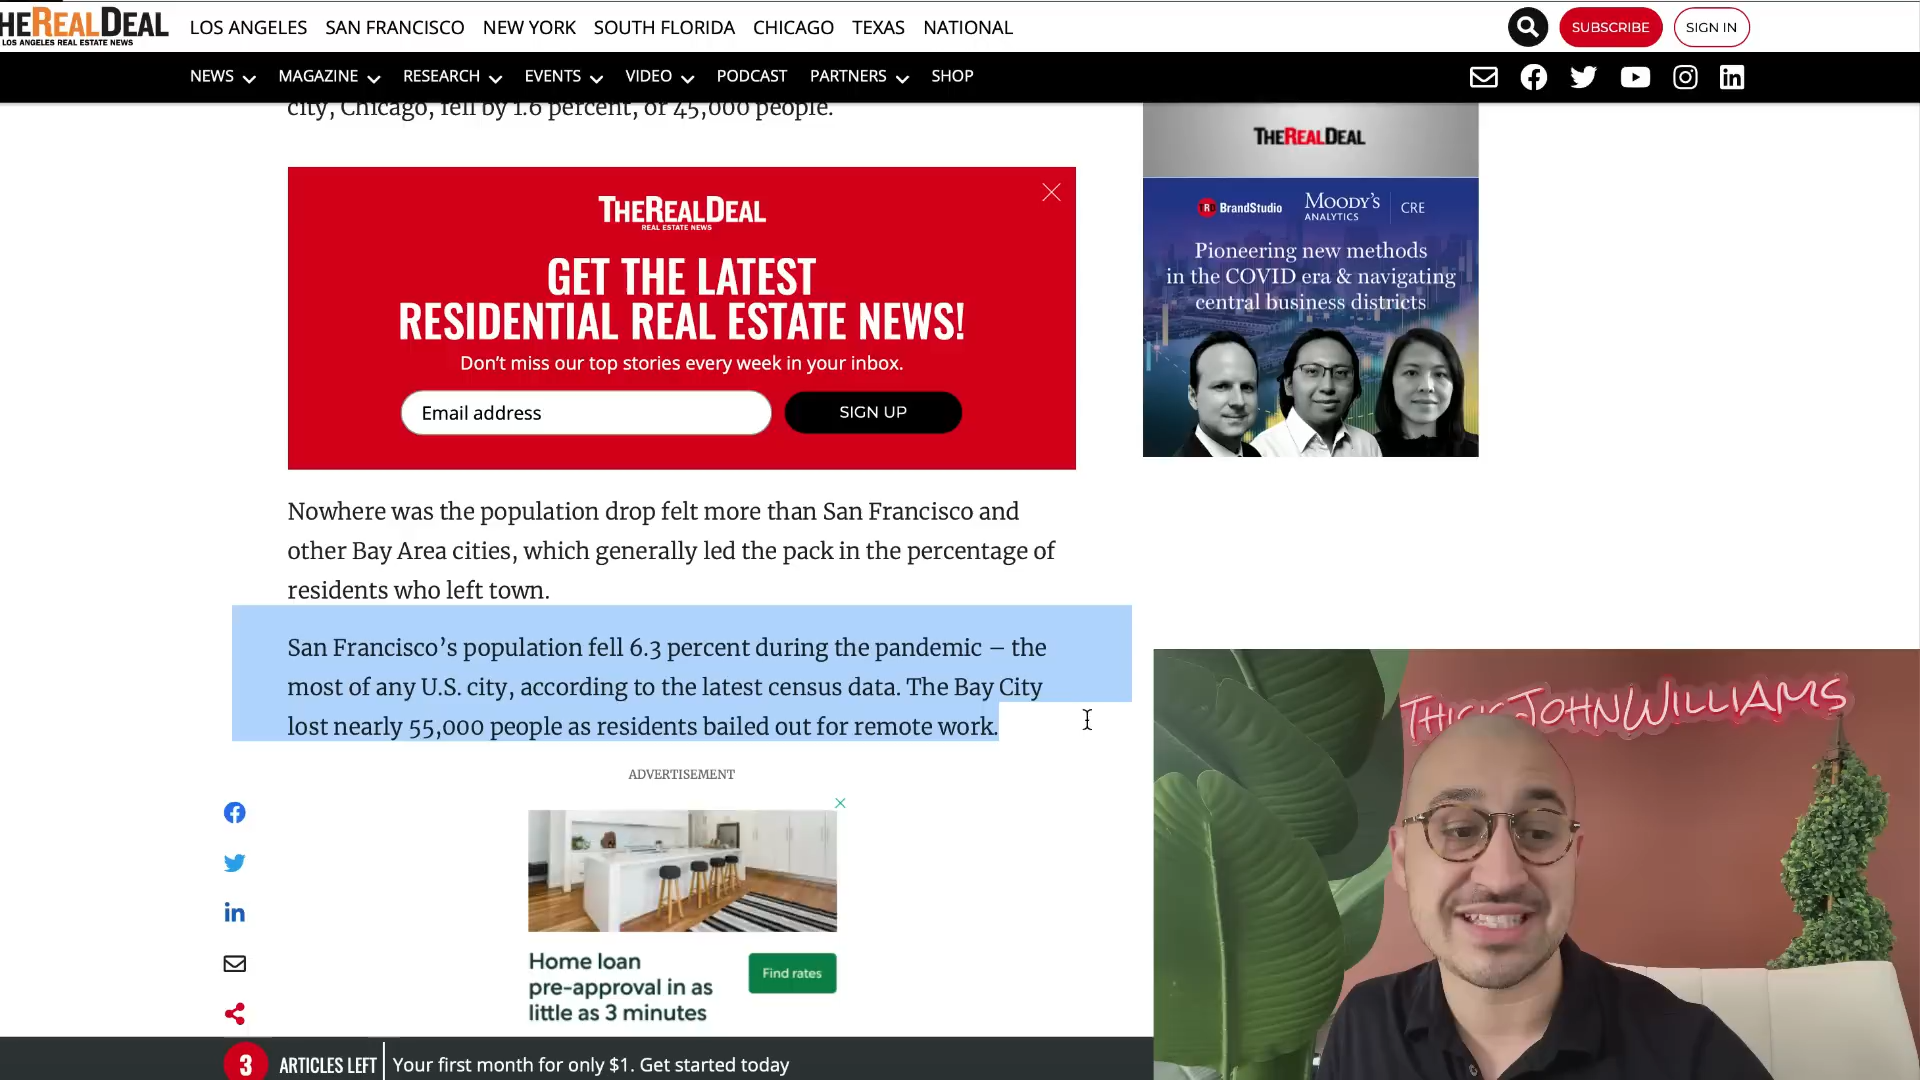 THEREALDEAL
LOS ANGELES REAL ESTATE NEWS
LOS ANGELES SAN FRANCISCO NEW YORK SOUTH FLORIDA CHICAGO TEXAS NATIONAL
SUBSCRIBE
SIGN IN
NEWS MAGAZINE RESEARCH EVENTS VIDEO PODCAST PARTNERS SHOP
city, Chicago, fell by 1.6 percent, or 45,000 people.
THEREALDEAL
REAL ESTATE NEWS
GET THE LATEST
RESIDENTIAL REAL ESTATE NEWS!
Don't miss our top stories every week in your inbox.
Email address
SIGN UP
THEREALDEAL
TRD BrandStudio
MOODY'S
ANALYTICS
CRE
Pioneering new methods
in the COVID era & navigating
central business districts
Nowhere was the population drop felt more than San Francisco and
other Bay Area cities, which generally led the pack in the percentage of
residents who left town.
San Francisco’s population fell 6.3 percent during the pandemic – the
most of any U.S. city, according to the latest census data. The Bay City
lost nearly 55,000 people as residents bailed out for remote work.
ADVERTISEMENT
Home loan
pre-approval in as
little as 3 minutes
Find rates
3 ARTICLES LEFT Your first month for only $1. Get started today
JOHNWILLIAMS